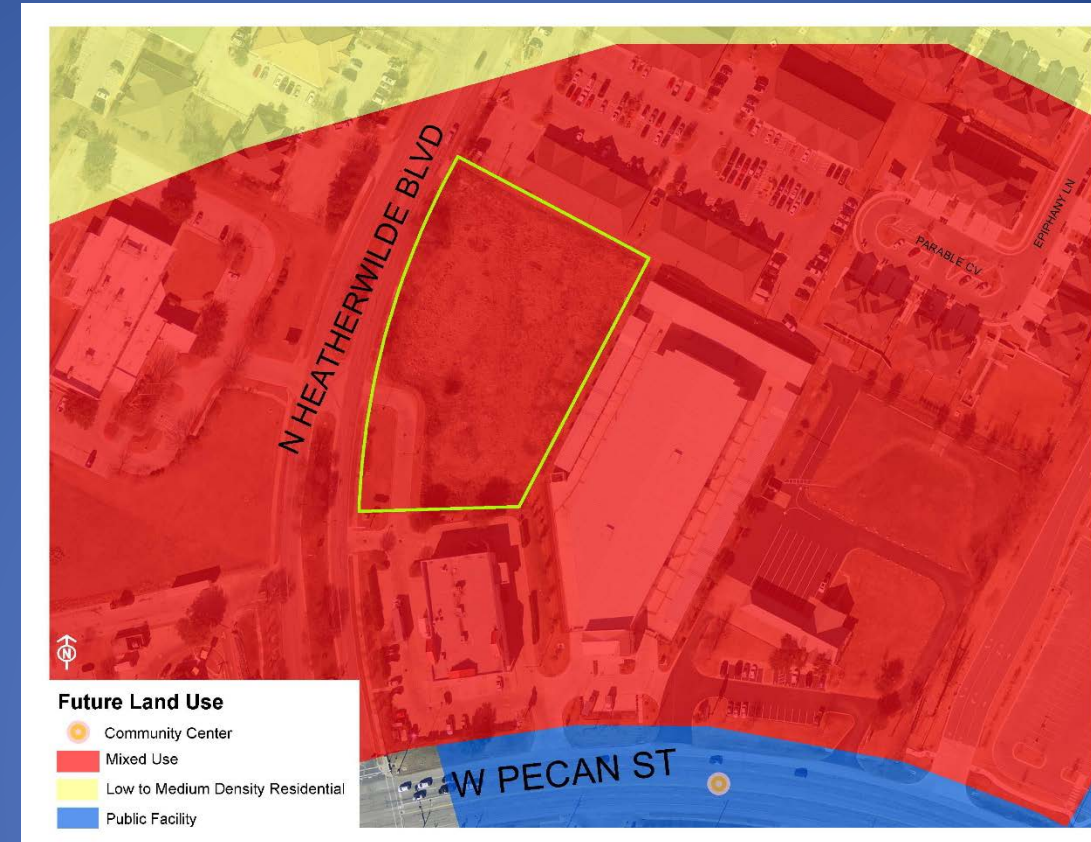 N HEATHERWILDE BLVD
EPIPHANY LN
PARABLE CV
N
Future Land Use
Community Center
Mixed Use
Low to Medium Density Residential
Public Facility
W PECAN ST